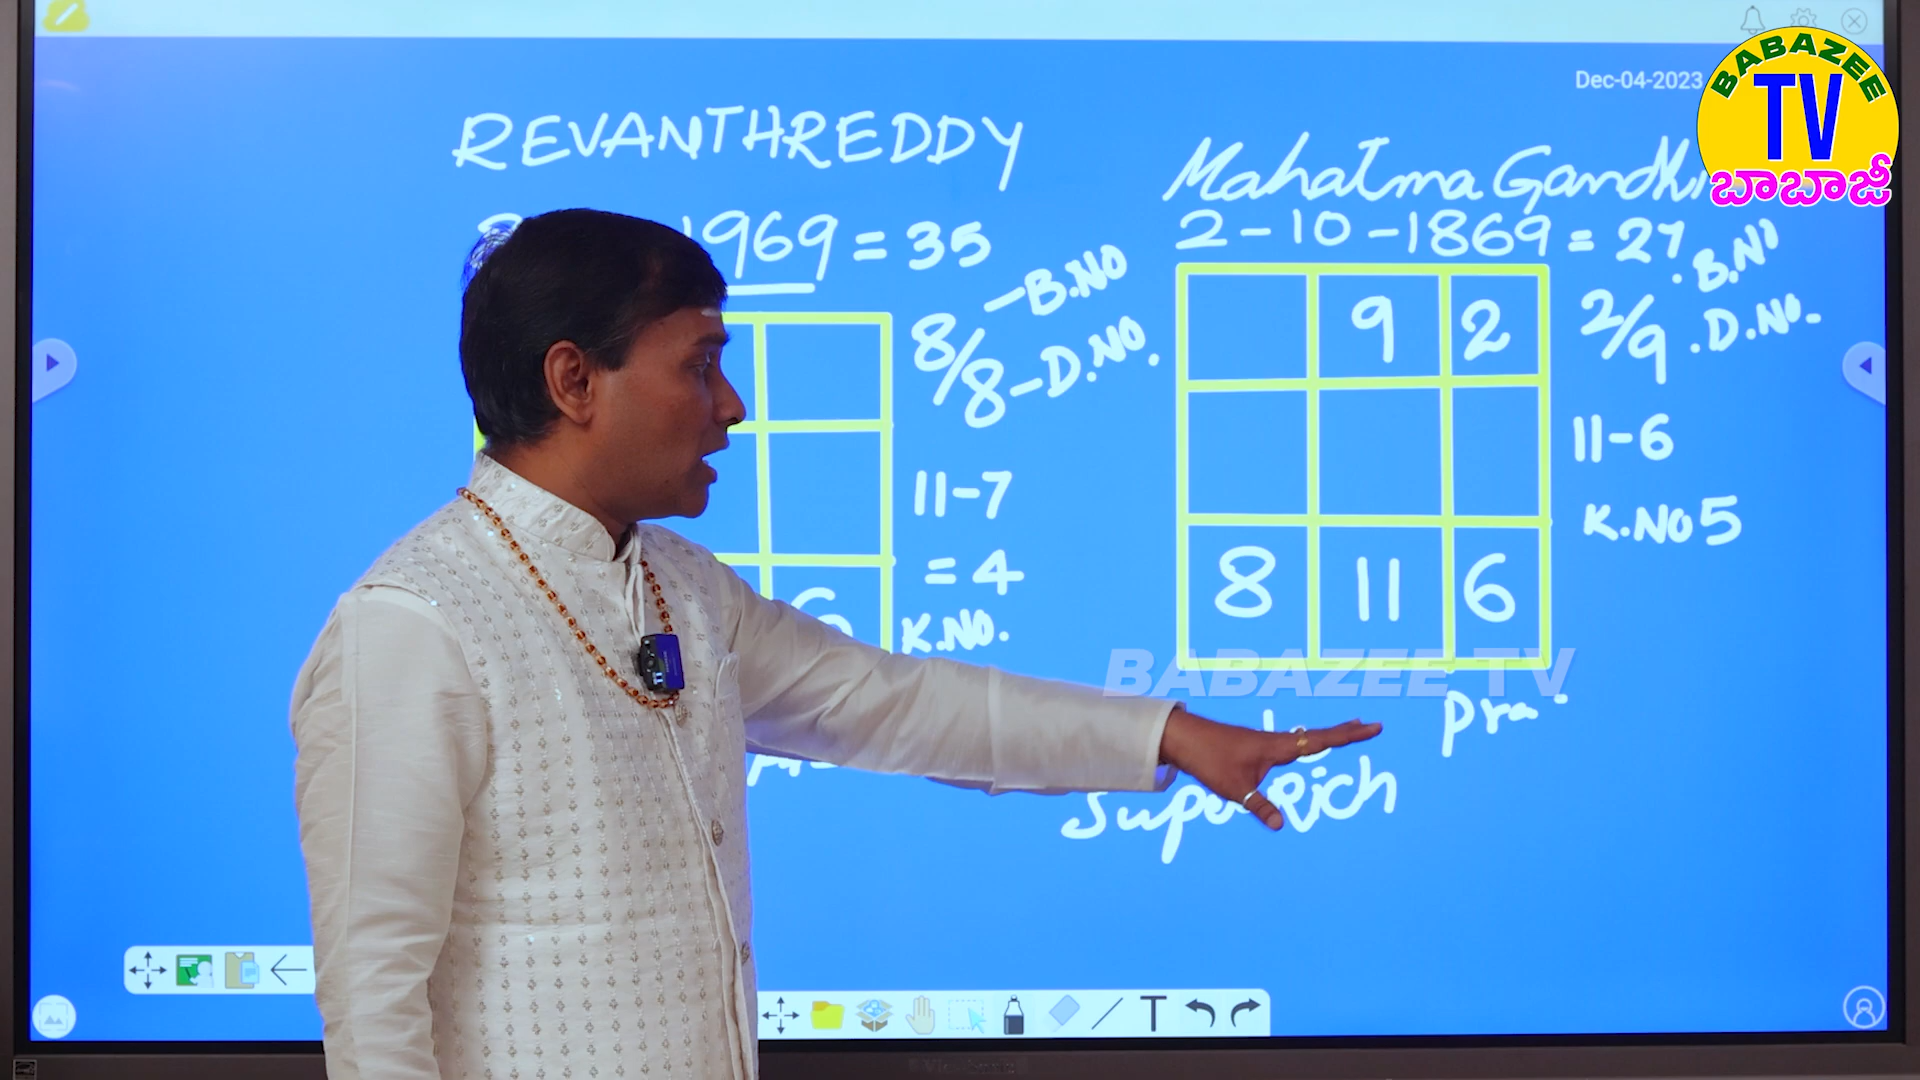 Dec-04-2023
BABAZEE
TV
బాబాజీ
REVANTHREDDY
1969 = 35
8/8
-B.NO
-D.NO.
11-7
= 4
K.NO.
6
Mahatma Gandhi
2-10-1869 = 27
. B.NO
2/9 . D.NO.
9 2
11-6
K.NO 5
8 11 6
BABAZEE TV
Rich